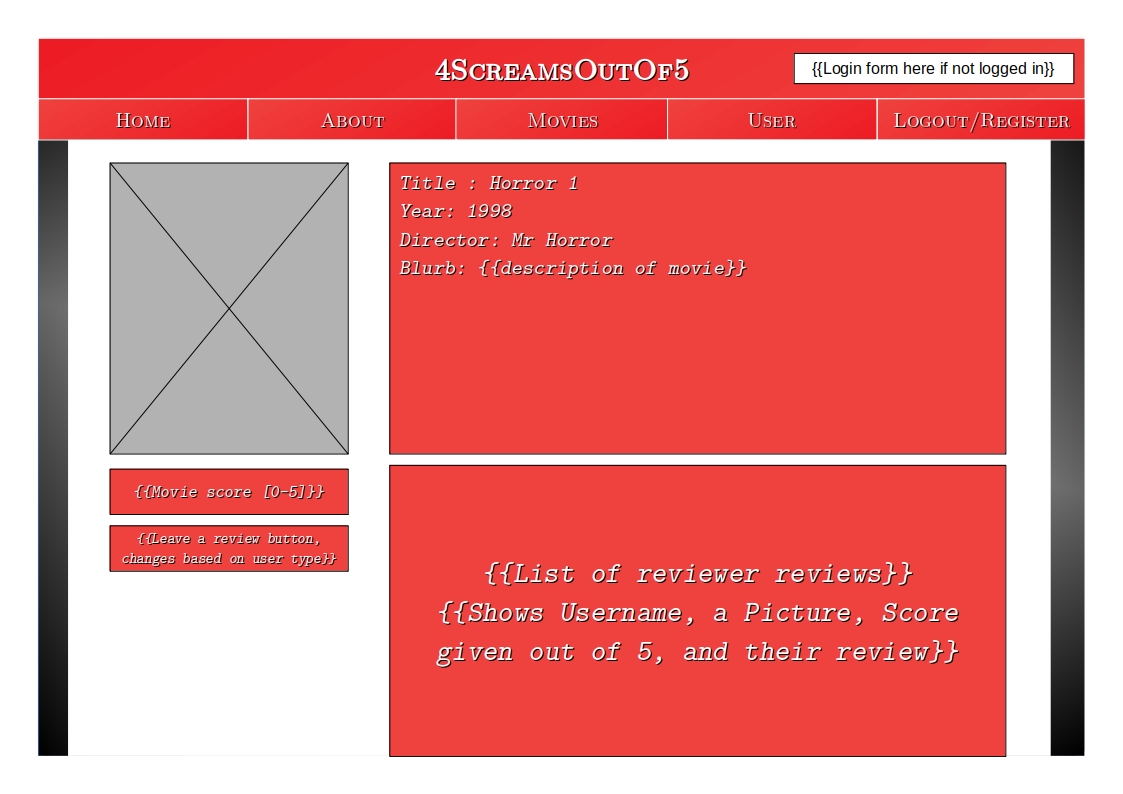 4ScreamsOutOf5
{{Login form here if not logged in}}
Home
About
Movies
User
Logout/Register
Title : Horror 1
Year: 1998
Director: Mr Horror
Blurb: {{description of movie}}
{{Movie score [0-5]}}
{{Leave a review button,
changes based on user type}}
{{List of reviewer reviews}}
{{Shows Username, a Picture, Score
given out of 5, and their review}}